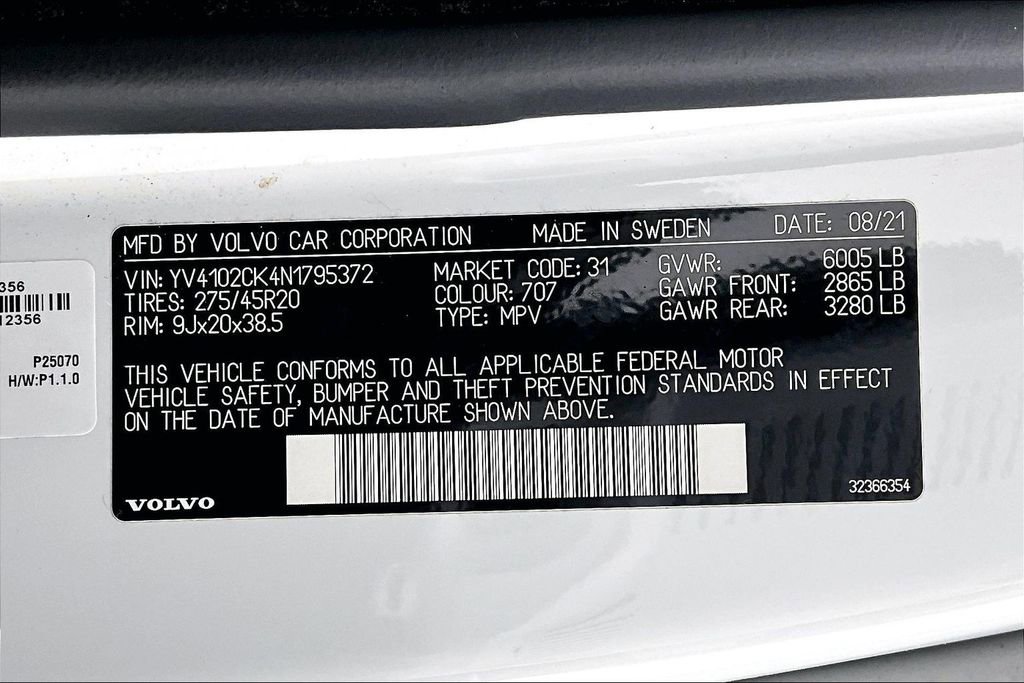 MFD BY VOLVO CAR CORPORATION MADE IN SWEDEN DATE: 08/21
VIN: YV4102CK4N1795372 MARKET CODE: 31 GVWR: 6005 LB
TIRES: 275/45R20 COLOUR: 707 GAWR FRONT: 2865 LB
RIM: 9Jx20x38.5 TYPE: MPV GAWR REAR: 3280 LB
THIS VEHICLE CONFORMS TO ALL APPLICABLE FEDERAL MOTOR
VEHICLE SAFETY, BUMPER AND THEFT PREVENTION STANDARDS IN EFFECT
ON THE DATE OF MANUFACTURE SHOWN ABOVE.
VOLVO 32366354
356
12356
P25070
H/W:P1.1.0